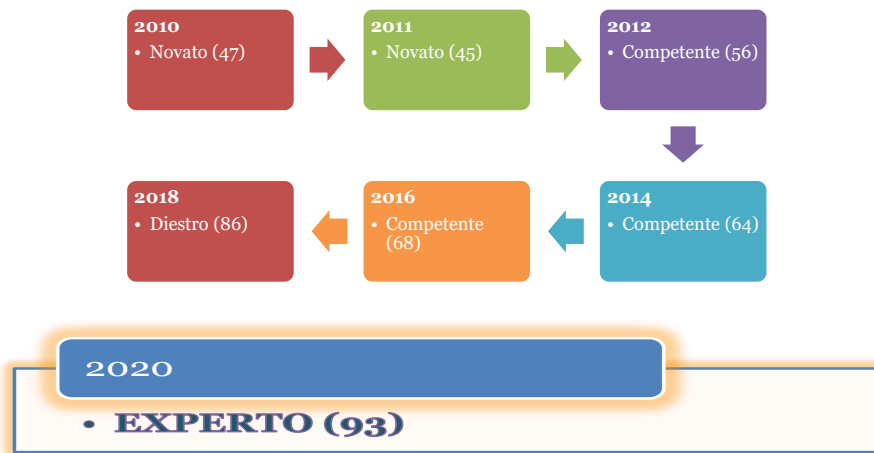 2010
• Novato (47)
2011
• Novato (45)
2012
• Competente (56)
2014
• Competente (64)
2016
• Competente
(68)
2018
• Diestro (86)
2020
• EXPERTO (93)